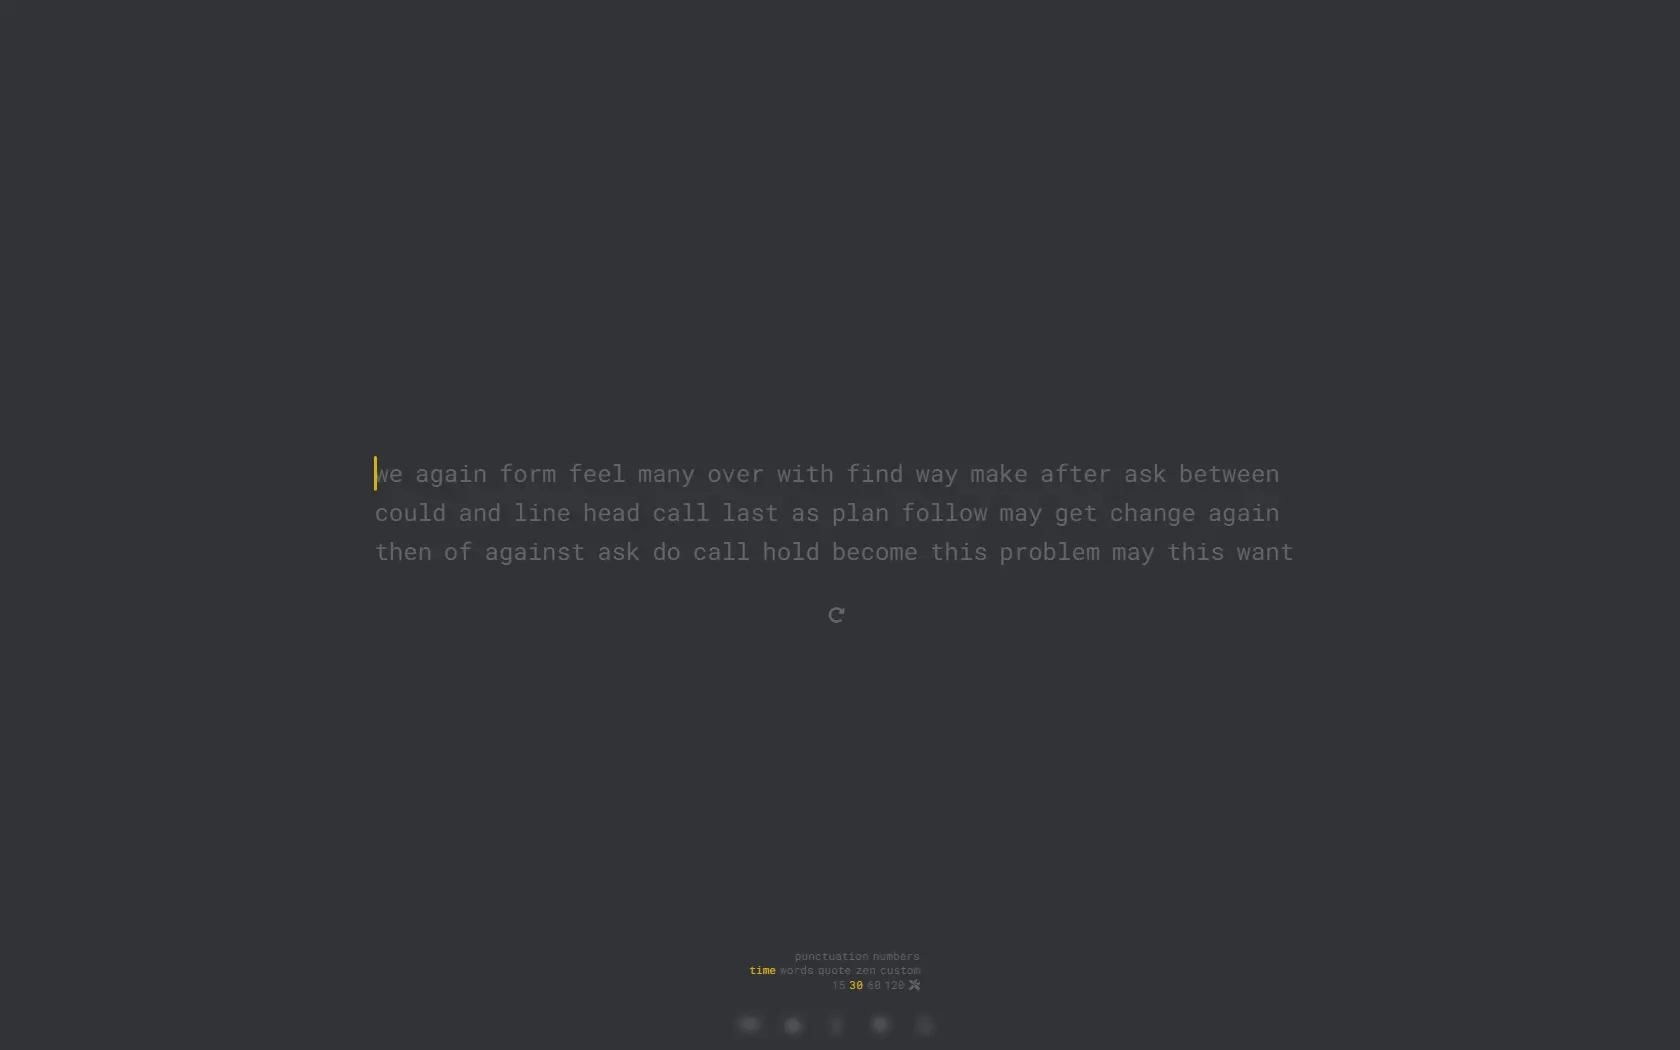 we again form feel many over with find way make after ask between
could and line head call last as plan follow may get change again
then of against ask do call hold become this problem may this want
punctuation numbers
time words quote zen custom
15 30 60 120